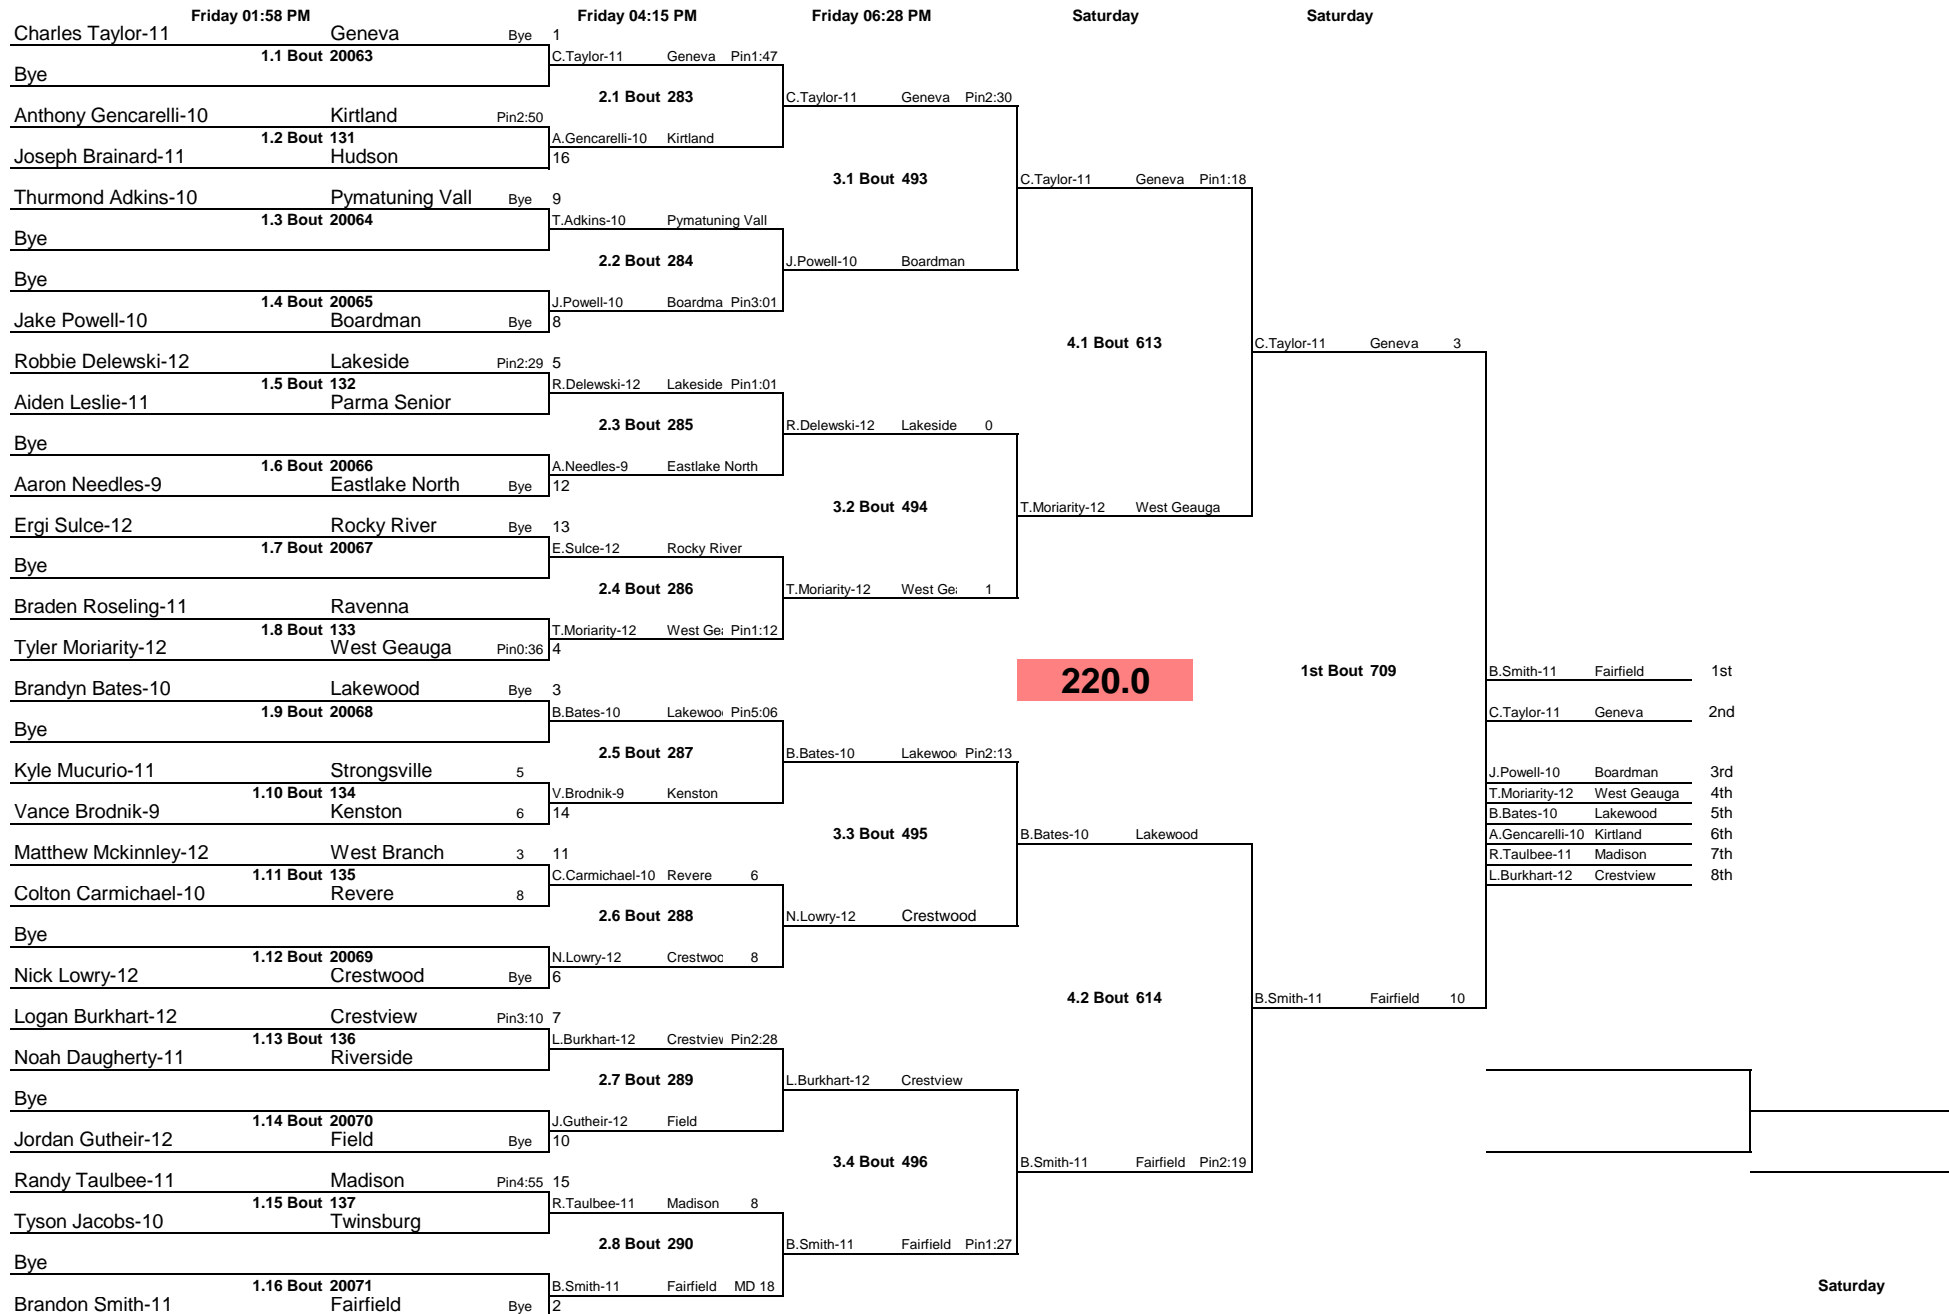 Friday 01:58 PM Friday 04:15 PM Friday 06:28 PM Saturday Saturday
Charles Taylor-11 Geneva Bye 1
1.1 Bout 20063 C.Taylor-11 Geneva Pin1:47
Bye
2.1 Bout 283 C.Taylor-11 Geneva Pin2:30
Anthony Gencarelli-10 Kirtland Pin2:50
1.2 Bout 131 A.Gencarelli-10 Kirtland
Joseph Brainard-11 Hudson 16
3.1 Bout 493 C.Taylor-11 Geneva Pin1:18
Thurmond Adkins-10 Pymatuning Vall Bye 9
1.3 Bout 20064 T.Adkins-10 Pymatuning Vall
Bye
2.2 Bout 284 J.Powell-10 Boardman
Bye
1.4 Bout 20065 J.Powell-10 Boardma Pin3:01
Jake Powell-10 Boardman Bye 8
4.1 Bout 613 C.Taylor-11 Geneva 3
Robbie Delewski-12 Lakeside Pin2:29 5
1.5 Bout 132 R.Delewski-12 Lakeside Pin1:01
Aiden Leslie-11 Parma Senior
2.3 Bout 285 R.Delewski-12 Lakeside 0
Bye
1.6 Bout 20066 A.Needles-9 Eastlake North
Aaron Needles-9 Eastlake North Bye 12
3.2 Bout 494 T.Moriarity-12 West Geauga
Ergi Sulce-12 Rocky River Bye 13
1.7 Bout 20067 E.Sulce-12 Rocky River
Bye
2.4 Bout 286 T.Moriarity-12 West Ge 1
Braden Roseling-11 Ravenna
1.8 Bout 133 T.Moriarity-12 West Ge Pin1:12
Tyler Moriarity-12 West Geauga Pin0:36 4
220.0 1st Bout 709 B.Smith-11 Fairfield 1st
Brandyn Bates-10 Lakewood Bye 3
1.9 Bout 20068 B.Bates-10 Lakewoo Pin5:06 C.Taylor-11 Geneva 2nd
Bye
2.5 Bout 287 B.Bates-10 Lakewoo Pin2:13
Kyle Mucurio-11 Strongsville 5 J.Powell-10 Boardman 3rd
1.10 Bout 134 V.Brodnik-9 Kenston T.Moriarity-12 West Geauga 4th
Vance Brodnik-9 Kenston 6 14 B.Bates-10 Lakewood 5th
3.3 Bout 495 B.Bates-10 Lakewood A.Gencarelli-10 Kirtland 6th
Matthew Mckinnley-12 West Branch 3 11 R.Taulbee-11 Madison 7th
1.11 Bout 135 C.Carmichael-10 Revere 6 L.Burkhart-12 Crestview 8th
Colton Carmichael-10 Revere 8
2.6 Bout 288 N.Lowry-12 Crestwood
Bye
1.12 Bout 20069 N.Lowry-12 Crestwoo 8
Nick Lowry-12 Crestwood Bye 6
4.2 Bout 614 B.Smith-11 Fairfield 10
Logan Burkhart-12 Crestview Pin3:10 7
1.13 Bout 136 L.Burkhart-12 Crestview Pin2:28
Noah Daugherty-11 Riverside
2.7 Bout 289 L.Burkhart-12 Crestview
Bye
1.14 Bout 20070 J.Gutheir-12 Field
Jordan Gutheir-12 Field Bye 10
3.4 Bout 496 B.Smith-11 Fairfield Pin2:19
Randy Taulbee-11 Madison Pin4:55 15
1.15 Bout 137 R.Taulbee-11 Madison 8
Tyson Jacobs-10 Twinsburg
2.8 Bout 290 B.Smith-11 Fairfield Pin1:27
Bye
1.16 Bout 20071 B.Smith-11 Fairfield MD 18 Saturday
Brandon Smith-11 Fairfield Bye 2